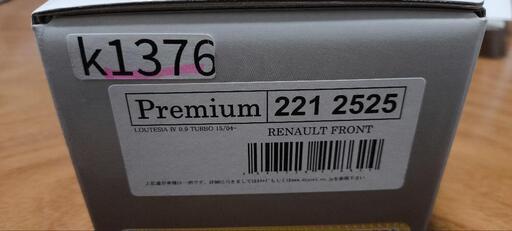 k1376
Premium 221 2525
LOUTESIA Ⅳ 0.9 TURBO 15/04~
RENAULT FRONT